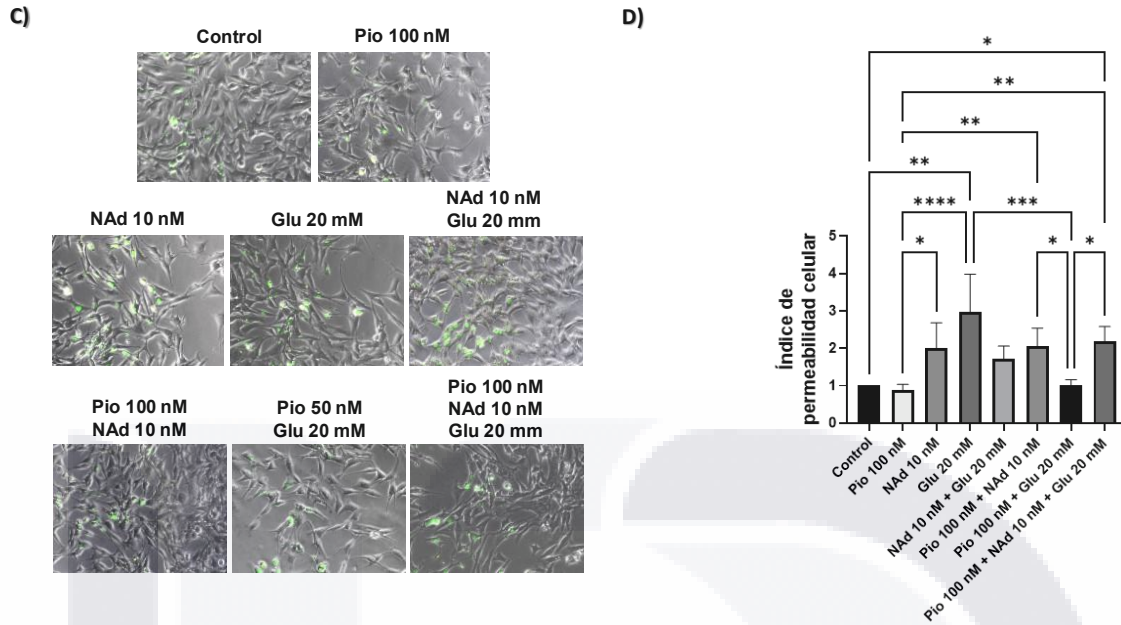 C)
Control
Pio 100 nM
NAd 10 nM
Glu 20 mM
NAd 10 nM
Glu 20 mm
Pio 100 nM
NAd 10 nM
Pio 50 nM
Glu 20 mM
Pio 100 nM
NAd 10 nM
Glu 20 mm
D)
*
**
**
**
****
***
*
*
*
Índice de
permeabilidad celular
5
4
3
2
1
0
Control
Pio 100 nM
NAd 10 nM
Glu 20 mM
NAd 10 nM + Glu 20 mM
Pio 100 nM + NAd 10 nM
Pio 100 nM + Glu 20 mM
Pio 100 nM + NAd 10 nM + Glu 20 mM